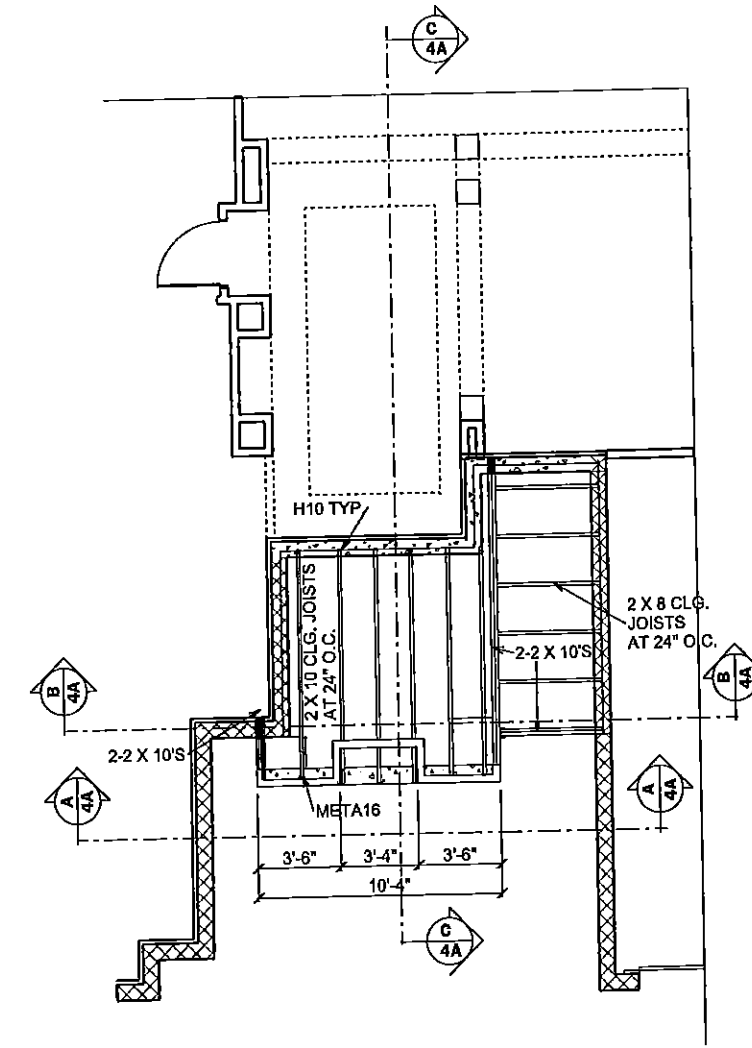 C
4A
H10 TYP
2 X 10 CLG. JOISTS
AT 24" O.C.
2 X 8 CLG.
JOISTS
AT 24" O.C.
2-2 X 10'S
B
4A
B
4A
2-2 X 10'S
A
4A
A
4A
META16
3'-6"
3'-4"
3'-6"
10'-4"
C
4A